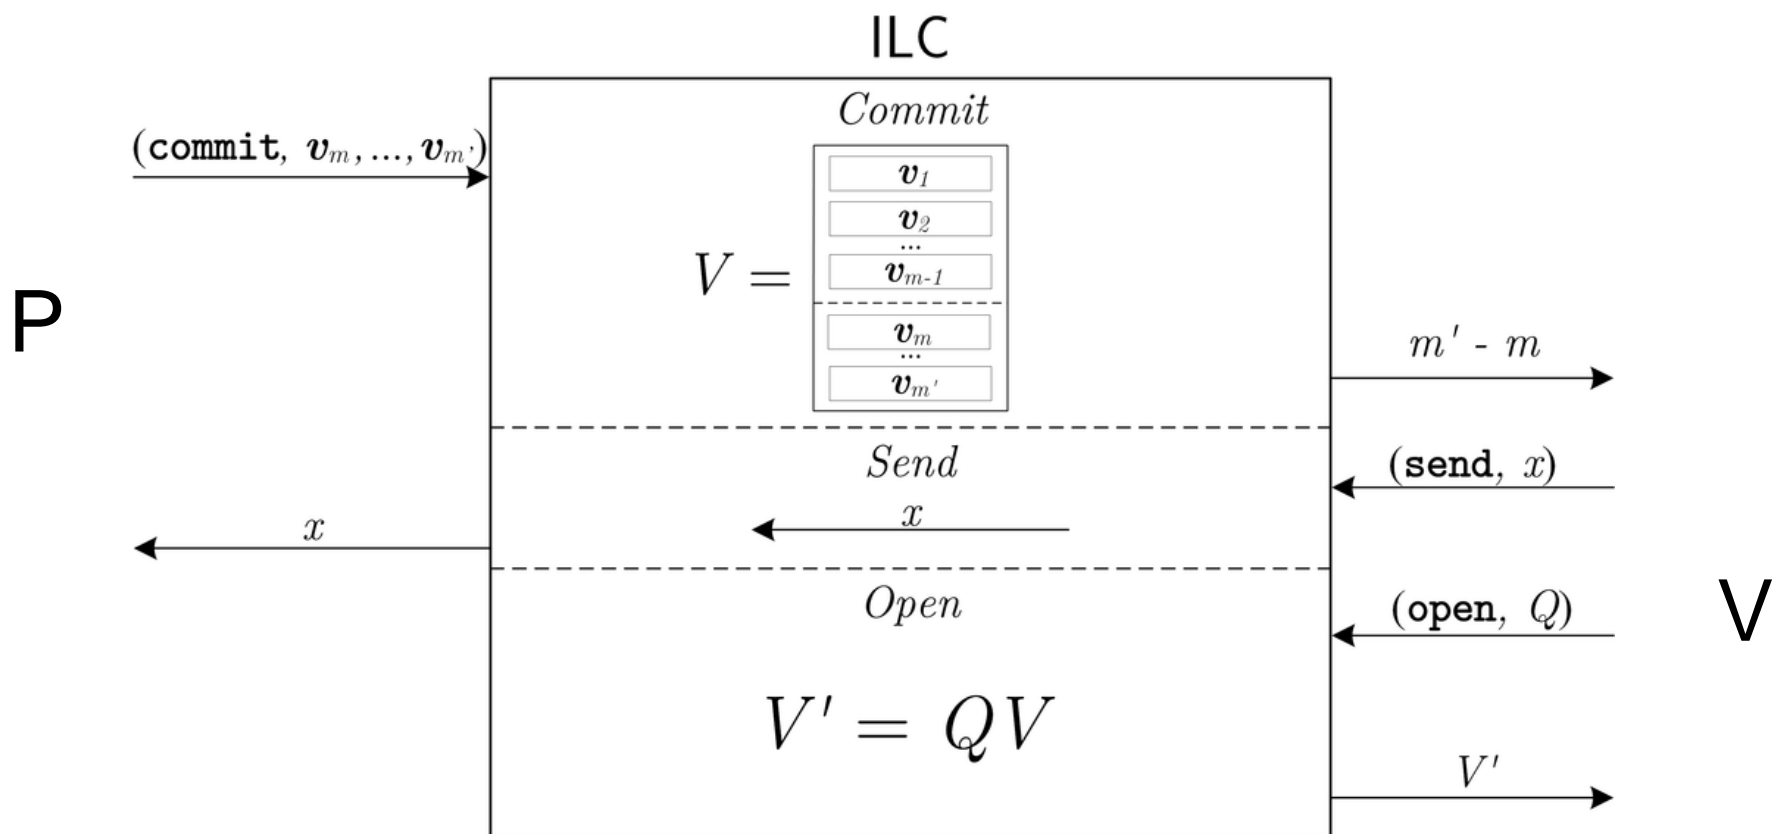 ILC
Commit
(commit, v_m, ..., v_m')
v_1
v_2
...
v_m-1
V =
v_m
...
v_m'
P
m' - m
Send
(send, x)
x
x
Open
(open, Q)
V
V' = QV
V'